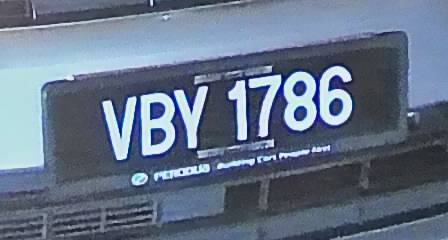 VBY 1786
PERODUA Building Cars People First